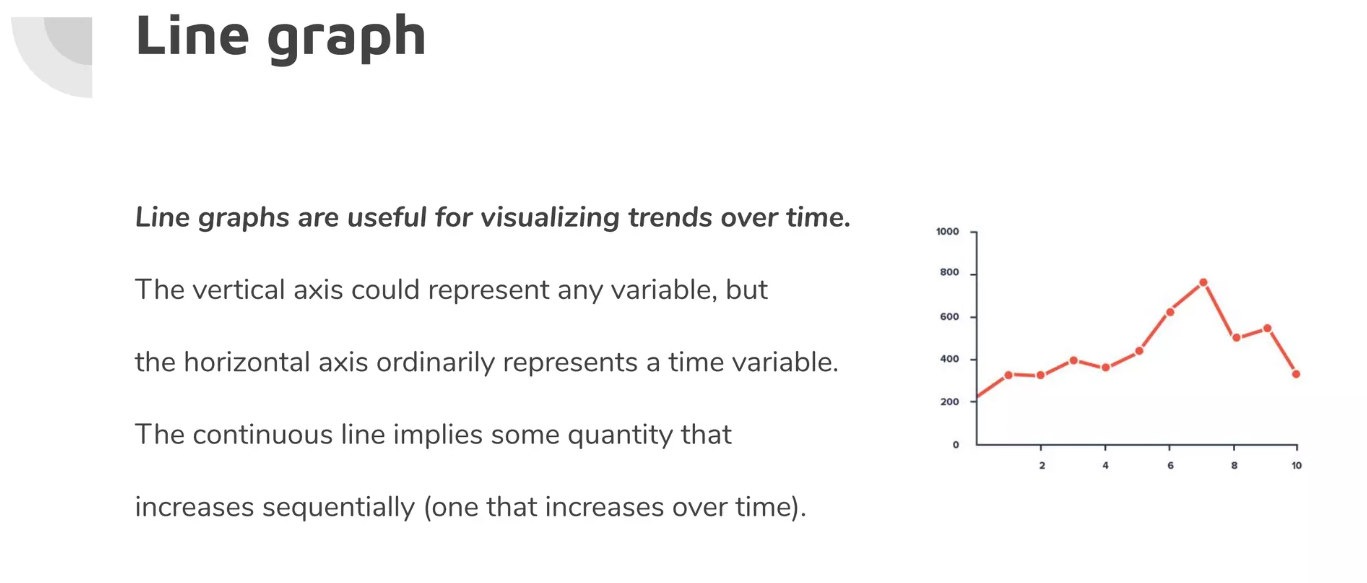 Line graph
Line graphs are useful for visualizing trends over time.
The vertical axis could represent any variable, but
the horizontal axis ordinarily represents a time variable.
The continuous line implies some quantity that
increases sequentially (one that increases over time).
1000
800
600
400
200
0
2 4 6 8 10